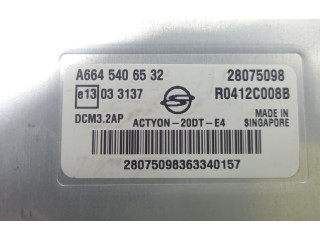 A664 540 65 32 28075098
e13 03 3137 R0412C008B
DCM3.2AP ACTYON-20DT-E4 MADE IN SINGAPORE
28075098363340157